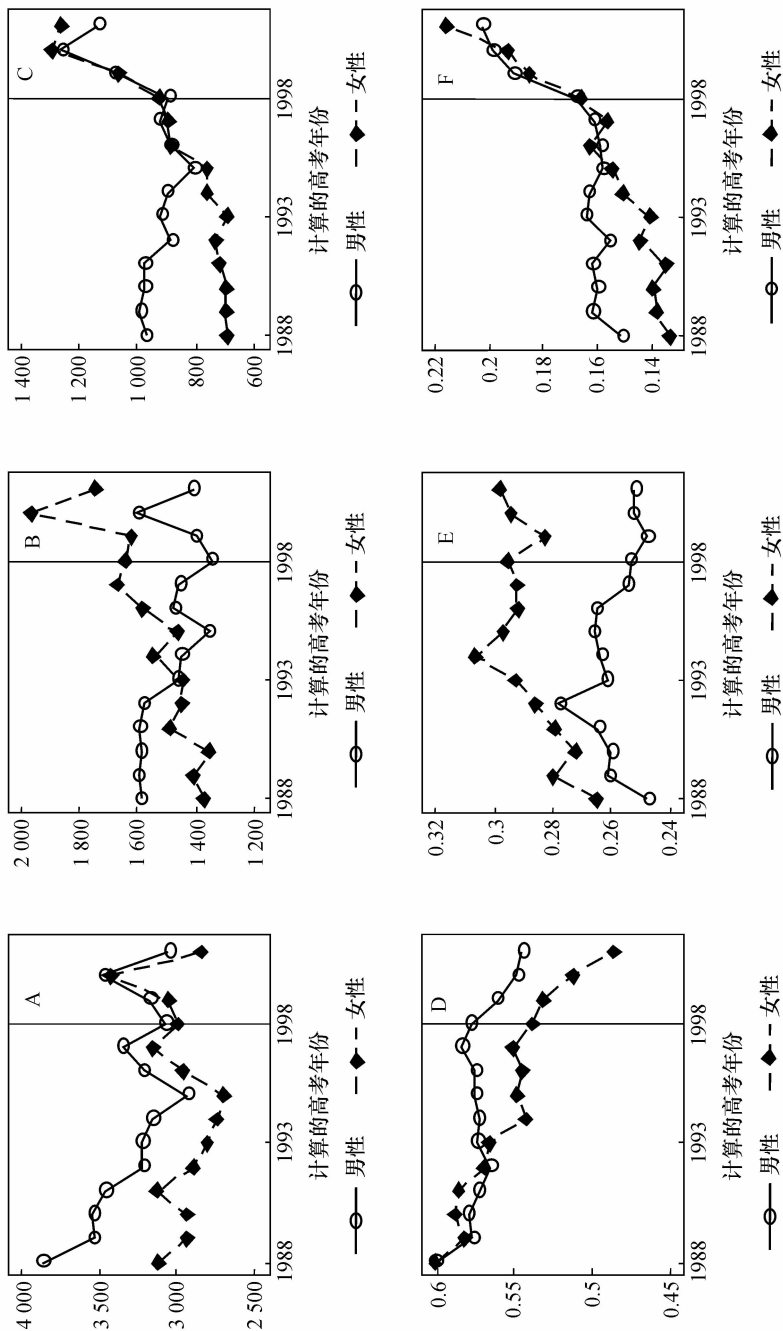 A
4 000
3 500
3 000
2 500
1988
1993
1998
计算的高考年份
男性
女性
B
2 000
1 800
1 600
1 400
1 200
1988
1993
1998
计算的高考年份
男性
女性
C
1 400
1 200
1 000
800
600
1988
1993
1998
计算的高考年份
男性
女性
D
0.6
0.55
0.5
0.45
1988
1993
1998
计算的高考年份
男性
女性
E
0.32
0.3
0.28
0.26
0.24
1988
1993
1998
计算的高考年份
男性
女性
F
0.22
0.2
0.18
0.16
0.14
1988
1993
1998
计算的高考年份
男性
女性